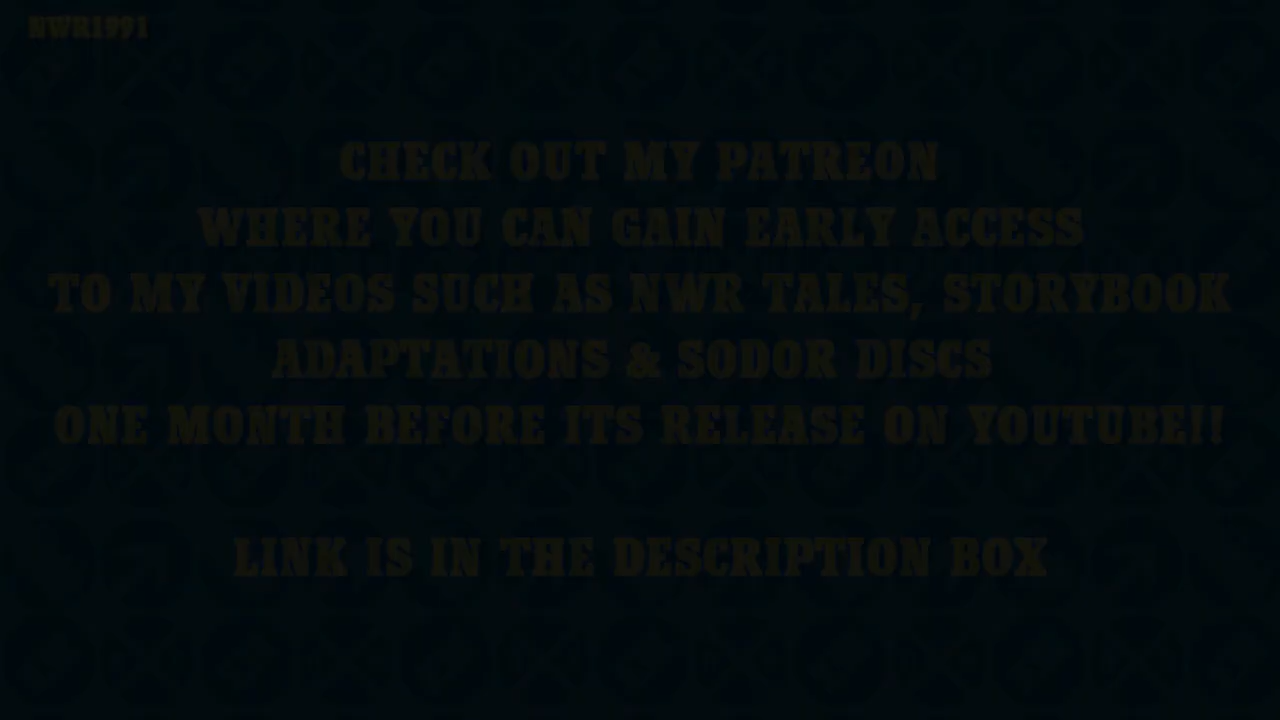 NWR1991
CHECK OUT MY PATREON
WHERE YOU CAN GAIN EARLY ACCESS
TO MY VIDEOS SUCH AS NWR TALES, STORYBOOK
ADAPTATIONS & SODOR DISCS
ONE MONTH BEFORE ITS RELEASE ON YOUTUBE!!
LINK IS IN THE DESCRIPTION BOX